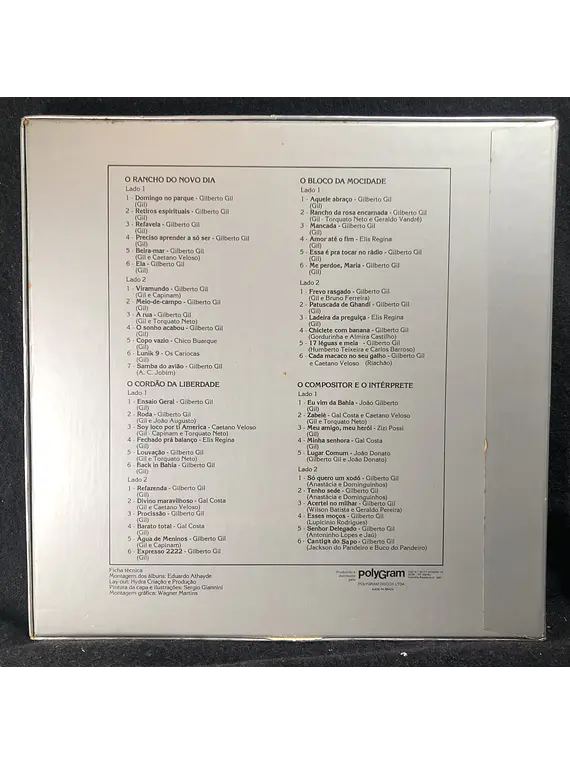 O RANCHO DO NOVO DIA
Lado 1
1 - Domingo no parque - Gilberto Gil
(Gil)
2 - Retiros espirituais - Gilberto Gil
(Gil)
3 - Refavela - Gilberto Gil
(Gil)
4 - Preciso aprender a só ser - Gilberto Gil
(Gil)
5 - Beira-mar - Gilberto Gil
(Gil e Caetano Veloso)
6 - Ela - Gilberto Gil
(Gil)
Lado 2
1 - Viramundo - Gilberto Gil
(Gil e Capinam)
2 - Meio-de-campo - Gilberto Gil
(Gil)
3 - A rua - Gilberto Gil
(Gil e Torquato Neto)
4 - O sonho acabou - Gilberto Gil
(Gil)
5 - Copo vazio - Chico Buarque
(Gil)
6 - Lunik 9 - Os Cariocas
(Gil)
7 - Samba do avião - Gilberto Gil
(A. C. Jobim)
O CORDÃO DA LIBERDADE
Lado 1
1 - Ensaio Geral - Gilberto Gil
(Gil)
2 - Roda - Gilberto Gil
(Gil e João Augusto)
3 - Soy loco por ti America - Caetano Veloso
(Gil - Capinam e Torquato Neto)
4 - Fechado prá balanço - Elis Regina
(Gil)
5 - Louvação - Gilberto Gil
(Gil e Torquato Neto)
6 - Back in Bahia - Gilberto Gil
(Gil)
Lado 2
1 - Refazenda - Gilberto Gil
(Gil)
2 - Divino maravilhoso - Gal Costa
(Gil e Caetano Veloso)
3 - Procissão - Gilberto Gil
(Gil)
4 - Barato total - Gal Costa
(Gil)
5 - Água de Meninos - Gilberto Gil
(Gil e Capinam)
6 - Expresso 2222 - Gilberto Gil
(Gil)
O BLOCO DA MOCIDADE
Lado 1
1 - Aquele abraço - Gilberto Gil
(Gil)
2 - Rancho da rosa encarnada - Gilberto Gil
(Gil - Torquato Neto e Geraldo Vandré)
3 - Mancada - Gilberto Gil
(Gil)
4 - Amor até o fim - Elis Regina
(Gil)
5 - Essa é pra tocar no rádio - Gilberto Gil
(Gil)
6 - Me perdoe, Maria - Gilberto Gil
(Gil)
Lado 2
1 - Frevo rasgado - Gilberto Gil
(Gil e Bruno Ferreira)
2 - Patuscada de Ghandi - Gilberto Gil
(Gil)
3 - Ladeira da preguiça - Elis Regina
(Gil)
4 - Chiclete com banana - Gilberto Gil
(Gordurinha e Almira Castilho)
5 - 17 léguas e meia - Gilberto Gil
(Humberto Teixeira e Carlos Barroso)
6 - Cada macaco no seu galho - Gilberto Gil
e Caetano Veloso (Riachão)
O COMPOSITOR E O INTÉRPRETE
Lado 1
1 - Eu vim da Bahia - João Gilberto
(Gil)
2 - Zabelê - Gal Costa e Caetano Veloso
(Gil e Torquato Neto)
3 - Meu amigo, meu herói - Zizi Possi
(Gil)
4 - Minha senhora - Gal Costa
(Gil)
5 - Lugar Comum - João Donato
(Gilberto Gil e João Donato)
Lado 2
1 - Só quero um xodó - Gilberto Gil
(Anastácia e Dominguinhos)
2 - Tenho sede - Gilberto Gil
(Anastácia e Dominguinhos)
3 - Acertei no milhar - Gilberto Gil
(Wilson Batista e Geraldo Pereira)
4 - Esses moços - Gilberto Gil
(Lupicinio Rodrigues)
5 - Senhor Delegado - Gilberto Gil
(Antoninho Lopes e Jaú)
6 - Cantiga do Sapo - Gilberto Gil
(Jackson do Pandeiro e Buco do Pandeiro)
Ficha técnica
Montagem dos álbuns: Eduardo Athayde
Lay out: Hydra Criação e Produção
Pintura da capa e ilustrações: Sérgio Giannini
Montagem gráfica: Wagner Martins
polyGram
POLYGRAM DISCOS LTDA.